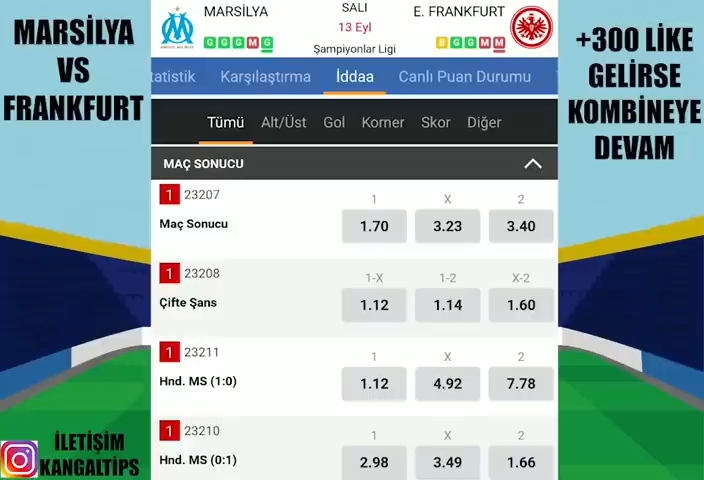 MARSİLYA
VS
FRANKFURT
MARSİLYA
G G G M G
SALI
13 Eyl
Şampiyonlar Ligi
E. FRANKFURT
B G G M M
+300 LİKE
GELİRSE
KOMBİNEYE
DEVAM
tatistik Karşılaştırma İddaa Canlı Puan Durumu
Tümü Alt/Üst Gol Korner Skor Diğer
MAÇ SONUCU
1 23207
1 X 2
Maç Sonucu 1.70 3.23 3.40
1 23208
1-X 1-2 X-2
Çifte Şans 1.12 1.14 1.60
1 23211
1 X 2
Hnd. MS (1:0) 1.12 4.92 7.78
1 23210
1 X 2
Hnd. MS (0:1) 2.98 3.49 1.66
İLETİŞİM
KANGALTİPS